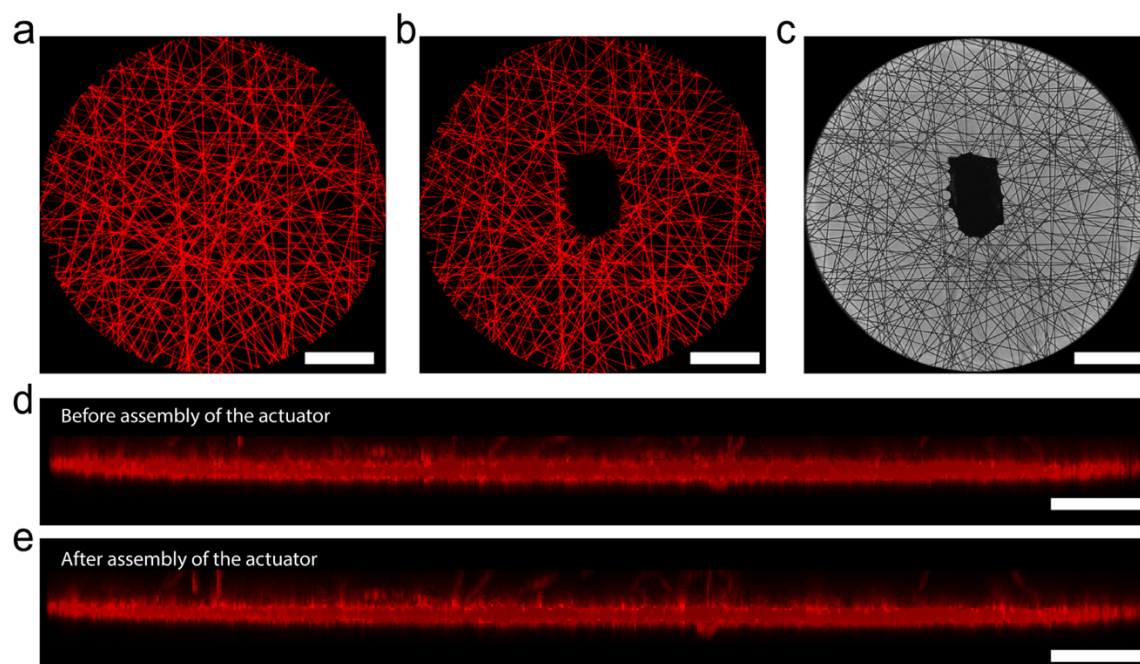 a
b
c
d
Before assembly of the actuator
e
After assembly of the actuator